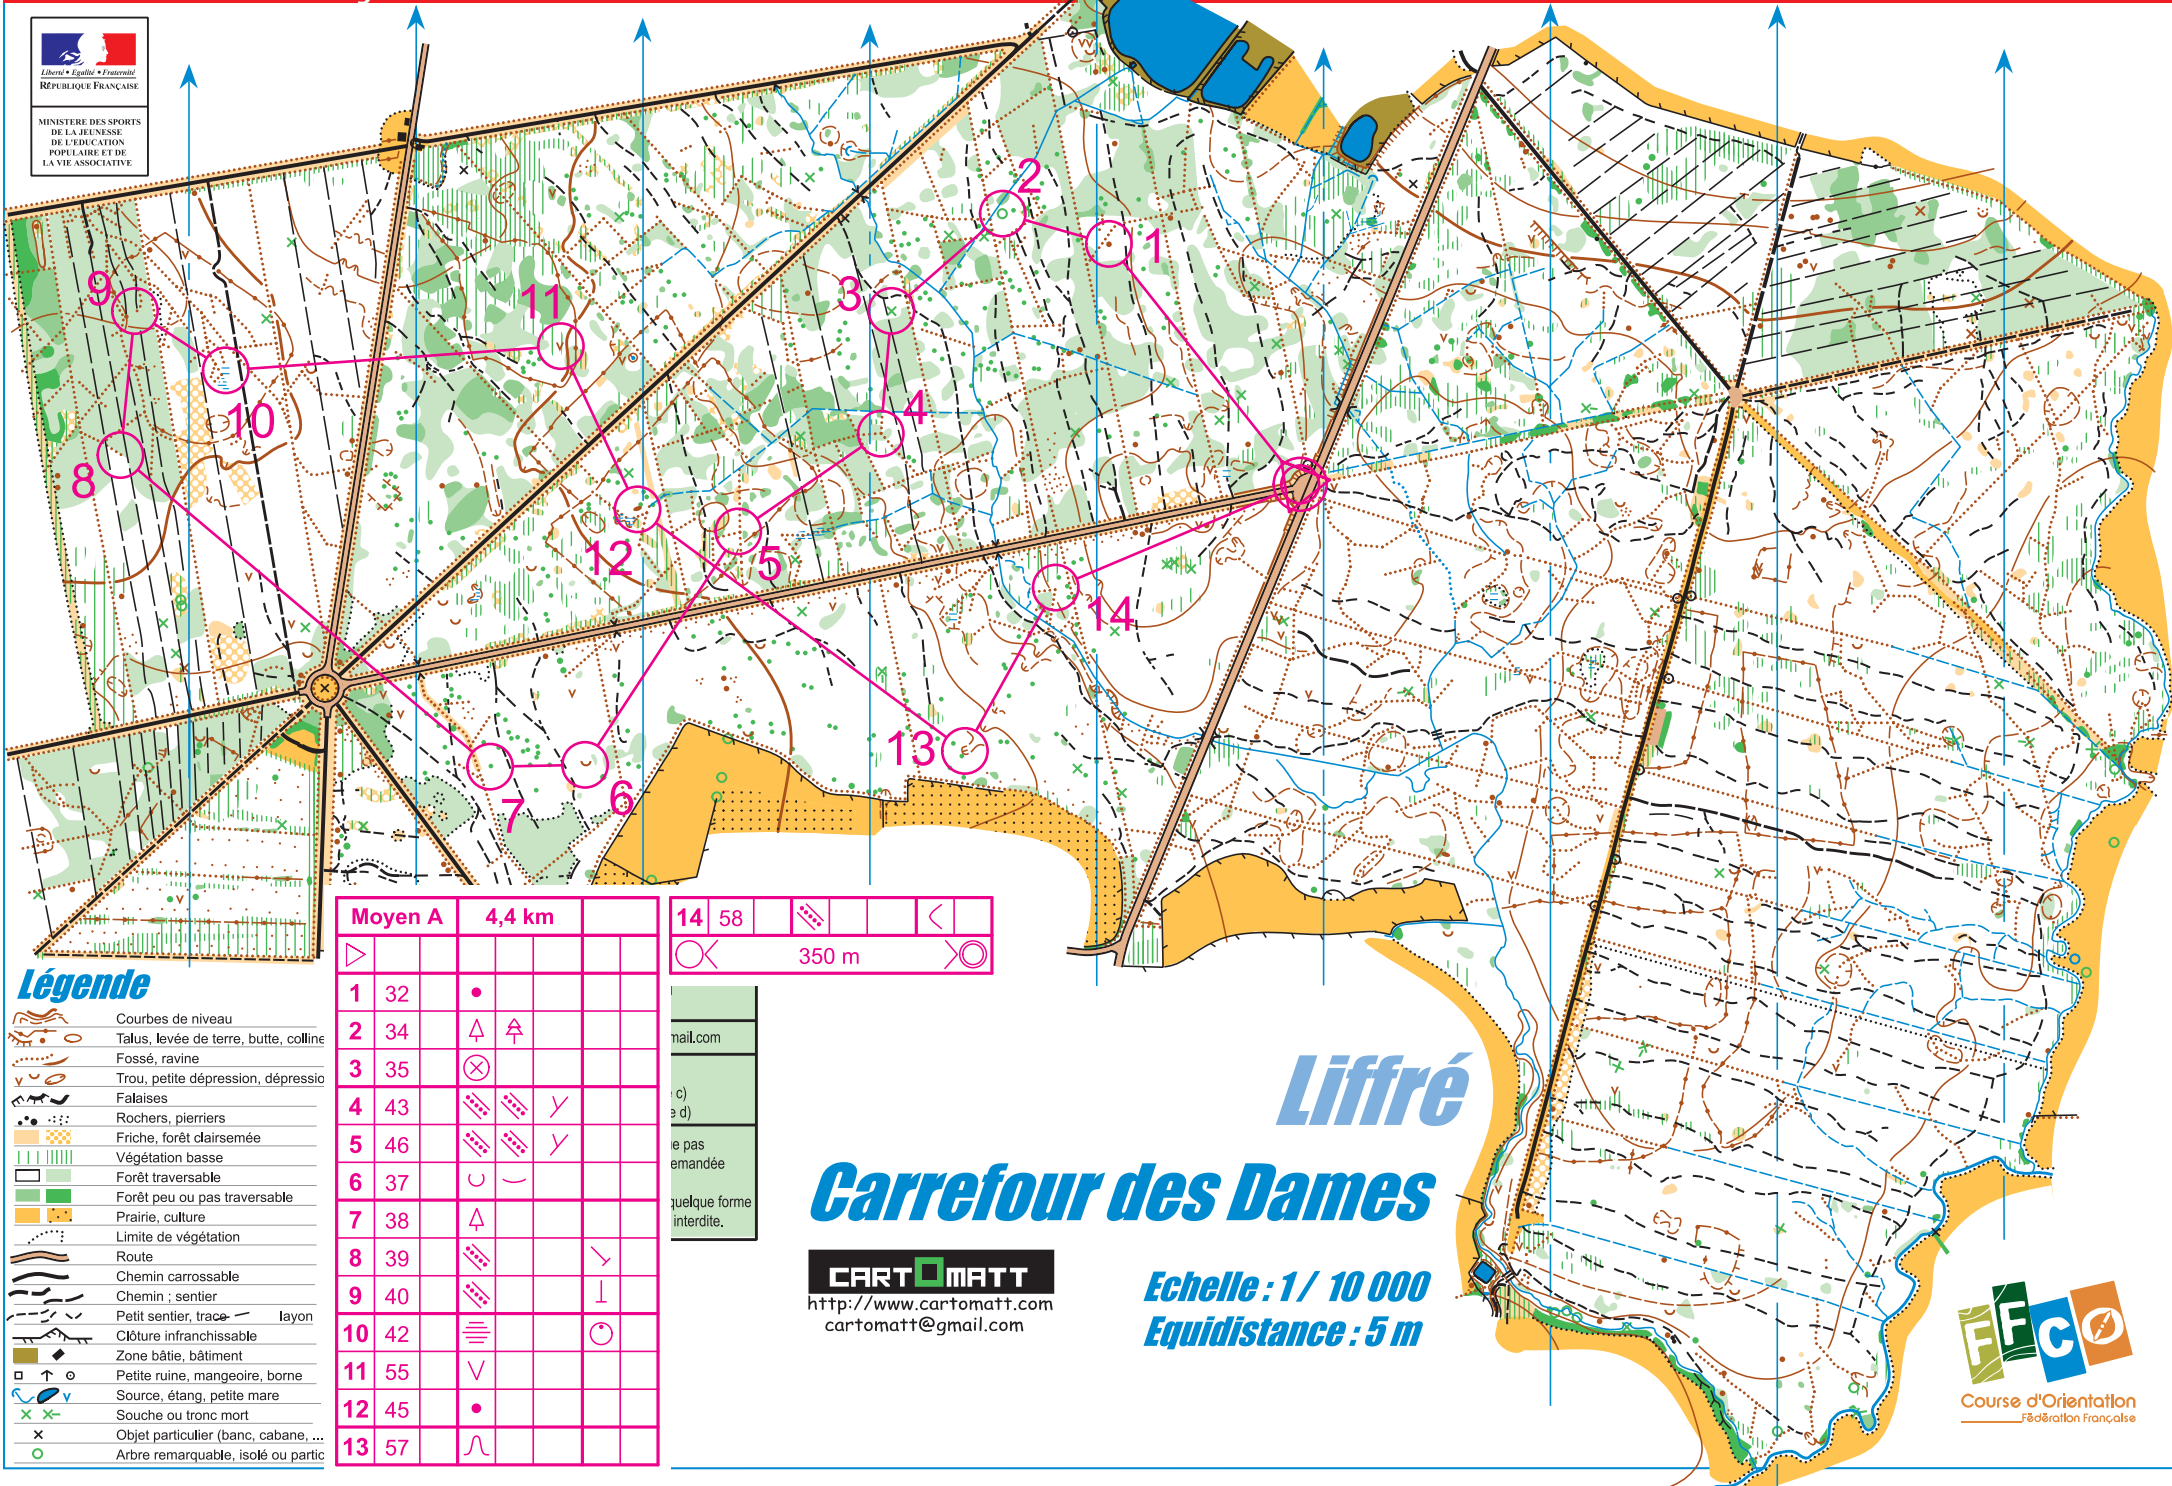 Liberté • Egalité • Fraternité
RÉPUBLIQUE FRANÇAISE
MINISTERE DES SPORTS
DE LA JEUNESSE
DE L'EDUCATION
POPULAIRE ET DE
LA VIE ASSOCIATIVE
1
2
3
4
5
6
7
8
9
10
11
12
13
14
Légende
Courbes de niveau
Talus, levée de terre, butte, colline
Fossé, ravine
Trou, petite dépression, dépressio
Falaises
Rochers, pierriers
Friche, forêt clairsemée
Végétation basse
Forêt traversable
Forêt peu ou pas traversable
Prairie, culture
Limite de végétation
Route
Chemin carrossable
Chemin ; sentier
Petit sentier, trace layon
Clôture infranchissable
Zone bâtie, bâtiment
Petite ruine, mangeoire, borne
Source, étang, petite mare
Souche ou tronc mort
Objet particulier (banc, cabane, ...
Arbre remarquable, isolé ou partic
Moyen A 4,4 km
1 32
2 34
3 35
4 43
5 46
6 37
7 38
8 39
9 40
10 42
11 55
12 45
13 57
14 58
350 m
mail.com
c)
e d)
e pas
emandée
quelque forme
interdite.
Liffré
Carrefour des Dames
CARTOMATT
http://www.cartomatt.com
cartomatt@gmail.com
Echelle : 1 / 10 000
Equidistance : 5 m
FFCO
Course d'Orientation
Fédération Française